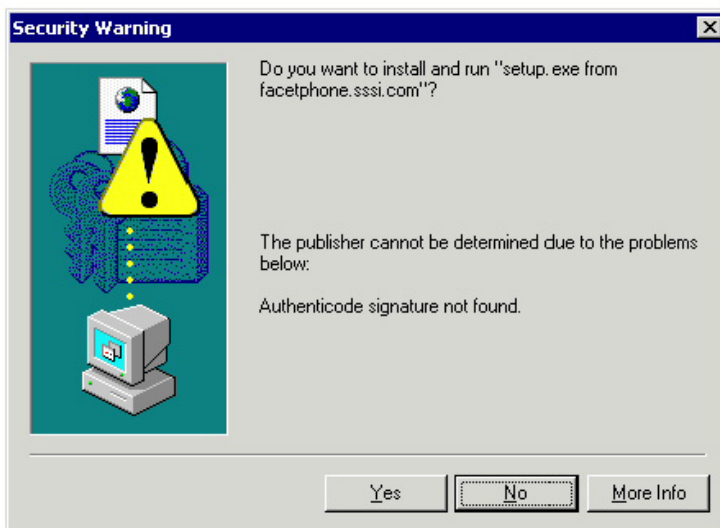 Security Warning
Do you want to install and run "setup.exe from
facetphone.sssi.com"?
The publisher cannot be determined due to the problems
below:
Authenticode signature not found.
Yes
No
More Info